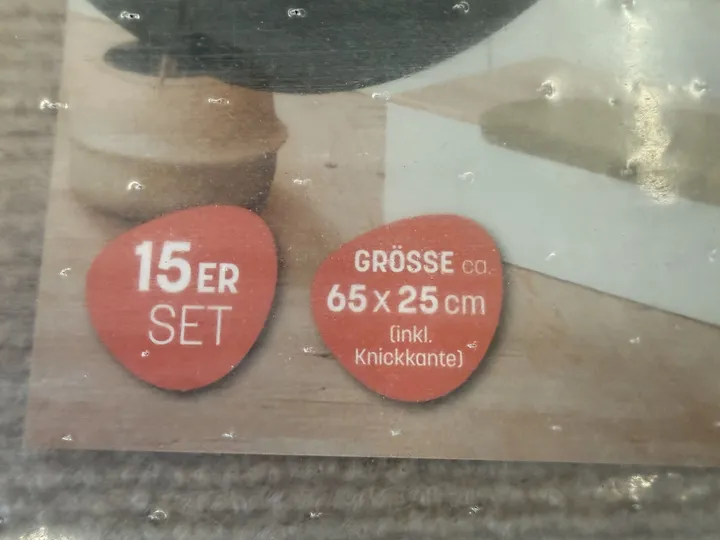 15ER
SET
GRÖSSE ca.
65 x 25 cm
(inkl.
Knickkante)